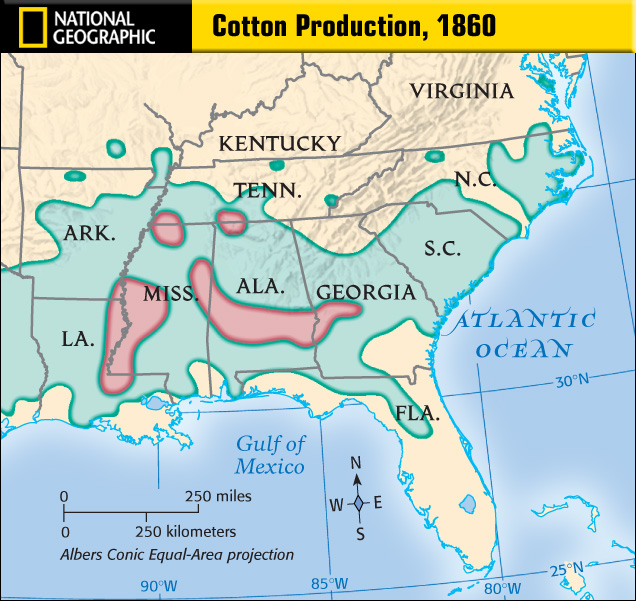 NATIONAL
GEOGRAPHIC
Cotton Production, 1860
VIRGINIA
KENTUCKY
TENN.
N.C.
ARK.
S.C.
MISS.
ALA.
GEORGIA
LA.
ATLANTIC
OCEAN
30°N
FLA.
Gulf of
Mexico
N
W E
S
0 250 miles
0 250 kilometers
Albers Conic Equal-Area projection
25°N
90°W
85°W
80°W